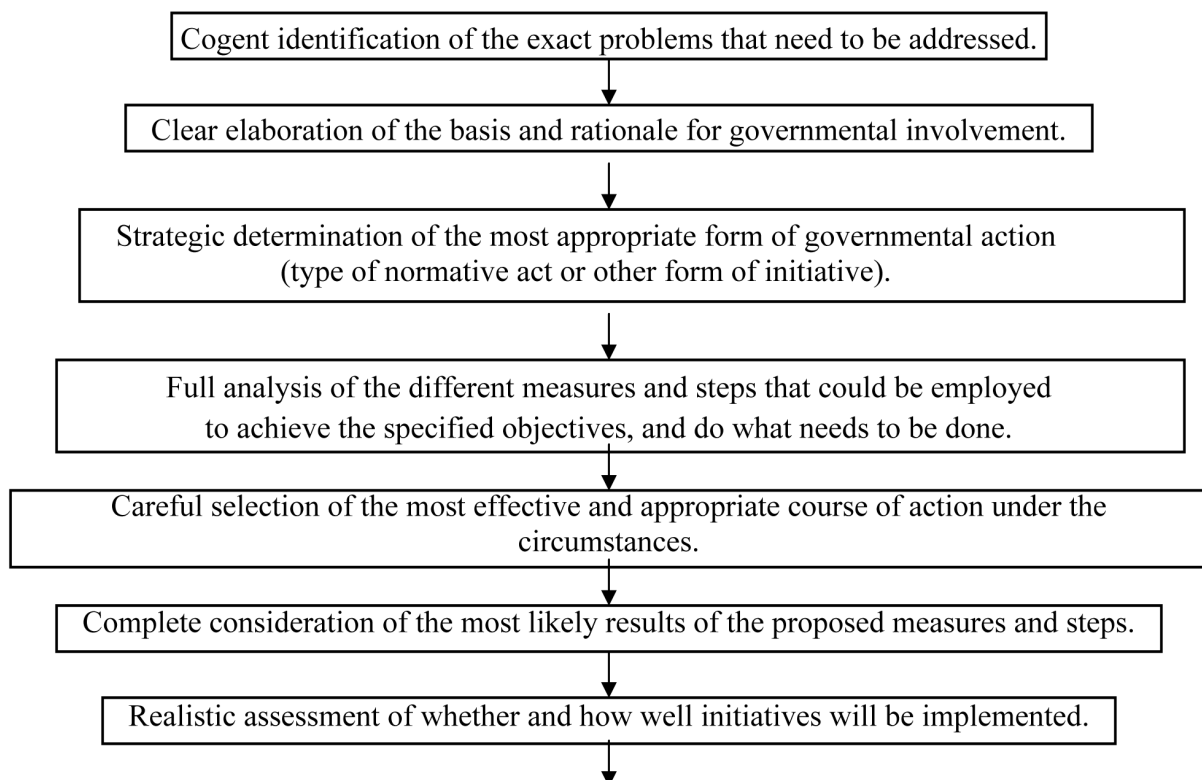 Cogent identification of the exact problems that need to be addressed.
Clear elaboration of the basis and rationale for governmental involvement.
Strategic determination of the most appropriate form of governmental action
(type of normative act or other form of initiative).
Full analysis of the different measures and steps that could be employed
to achieve the specified objectives, and do what needs to be done.
Careful selection of the most effective and appropriate course of action under the
circumstances.
Complete consideration of the most likely results of the proposed measures and steps.
Realistic assessment of whether and how well initiatives will be implemented.